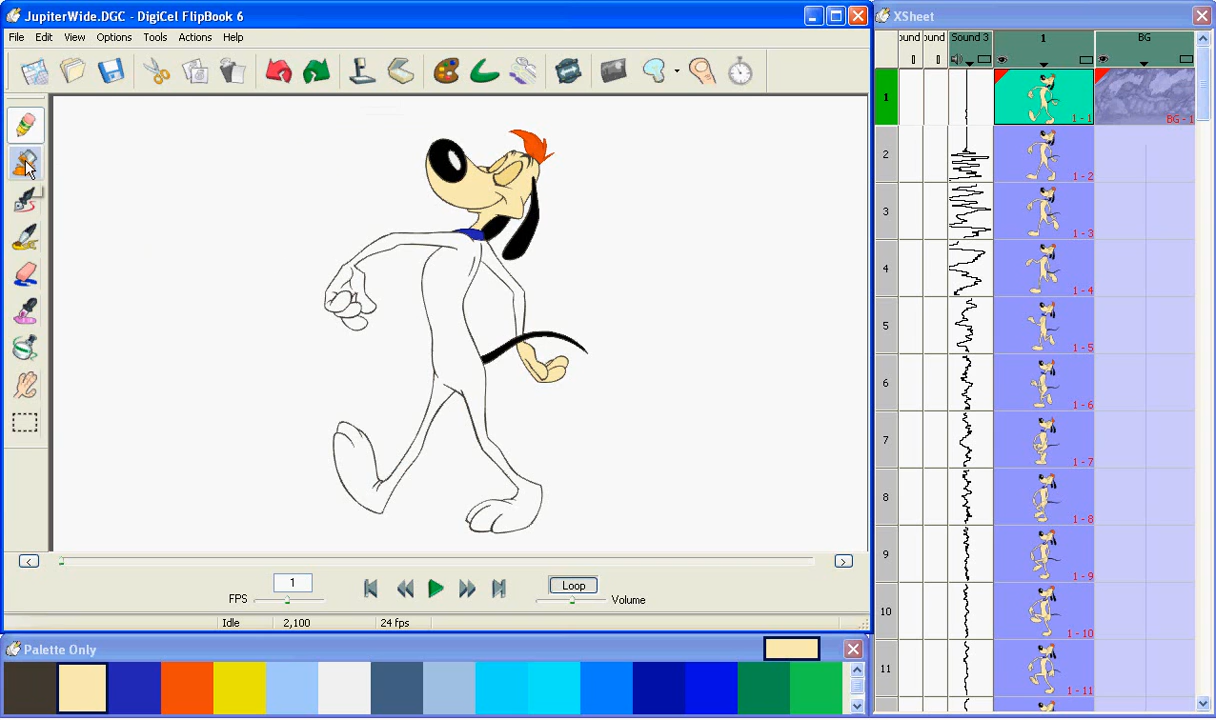 JupiterWide.DGC - DigiCel FlipBook 6
File Edit View Options Tools Actions Help
1
FPS
Loop
Volume
Idle 2,100 24 fps
Palette Only
XSheet
ound ound Sound 3 1 BG
1 1 - 1 BG - 1
2 1 - 2
3 1 - 3
4 1 - 4
5 1 - 5
6 1 - 6
7 1 - 7
8 1 - 8
9 1 - 9
10 1 - 10
11 1 - 11